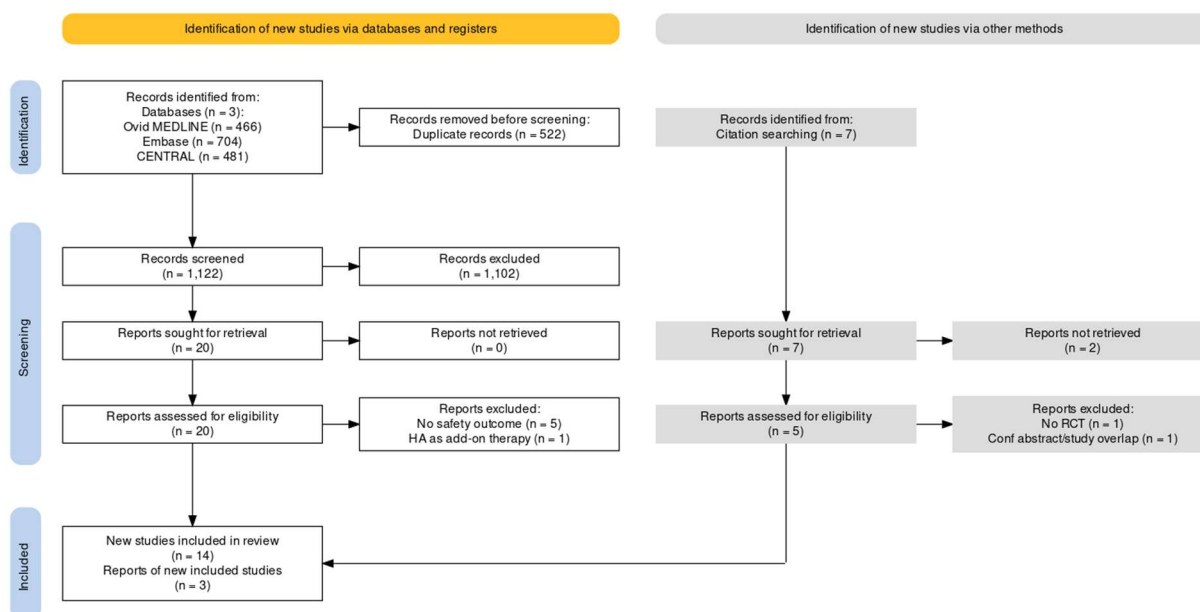 Identification of new studies via databases and registers
Identification of new studies via other methods
Identification
Records identified from:
Databases (n = 3):
Ovid MEDLINE (n = 466)
Embase (n = 704)
CENTRAL (n = 481)
Records removed before screening:
Duplicate records (n = 522)
Records identified from:
Citation searching (n = 7)
Screening
Records screened
(n = 1,122)
Records excluded
(n = 1,102)
Reports sought for retrieval
(n = 20)
Reports not retrieved
(n = 0)
Reports sought for retrieval
(n = 7)
Reports not retrieved
(n = 2)
Reports assessed for eligibility
(n = 20)
Reports excluded:
No safety outcome (n = 5)
HA as add-on therapy (n = 1)
Reports assessed for eligibility
(n = 5)
Reports excluded:
No RCT (n = 1)
Conf abstract/study overlap (n = 1)
Included
New studies included in review
(n = 14)
Reports of new included studies
(n = 3)